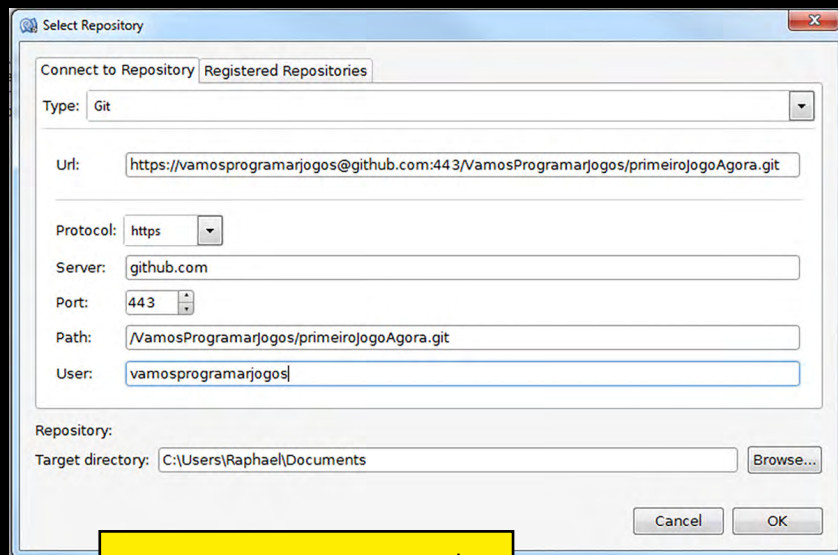 Select Repository
Connect to Repository Registered Repositories
Type: Git
Url: https://vamosprogramarjogos@github.com:443/VamosProgramarJogos/primeiroJogoAgora.git
Protocol: https
Server: github.com
Port: 443
Path: /VamosProgramarJogos/primeiroJogoAgora.git
User: vamosprogramarjogos
Repository:
Target directory: C:\Users\Raphael\Documents Browse...
Cancel OK